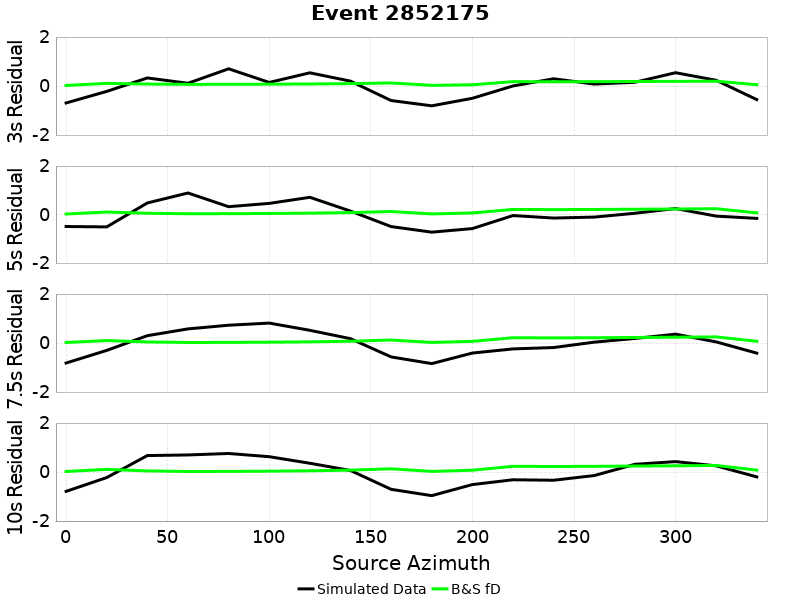 Event 2852175
3s Residual
2
0
-2
5s Residual
2
0
-2
7.5s Residual
2
0
-2
10s Residual
2
0
-2
0 50 100 150 200 250 300
Source Azimuth
Simulated Data B&S fD